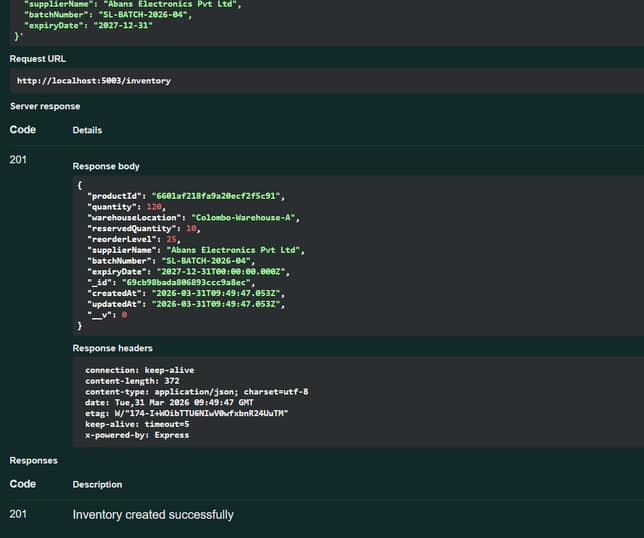 "supplierName": "Abans Electronics Pvt Ltd",
"batchNumber": "SL-BATCH-2026-04",
"expiryDate": "2027-12-31"
}'
Request URL
http://localhost:5003/inventory
Server response
Code Details
201
Response body
{
"productId": "6601af218fa9a20ecf2f5c91",
"quantity": 120,
"warehouseLocation": "Colombo-Warehouse-A",
"reservedQuantity": 10,
"reorderLevel": 25,
"supplierName": "Abans Electronics Pvt Ltd",
"batchNumber": "SL-BATCH-2026-04",
"expiryDate": "2027-12-31T00:00:00.000Z",
"_id": "69cb98bada806893ccc9a8ec",
"createdAt": "2026-03-31T09:49:47.053Z",
"updatedAt": "2026-03-31T09:49:47.053Z",
"__v": 0
}
Response headers
connection: keep-alive
content-length: 372
content-type: application/json; charset=utf-8
date: Tue,31 Mar 2026 09:49:47 GMT
etag: W/"174-I+WOibTTU6NIwV0wfxbnR24UuTM"
keep-alive: timeout=5
x-powered-by: Express
Responses
Code Description
201 Inventory created successfully